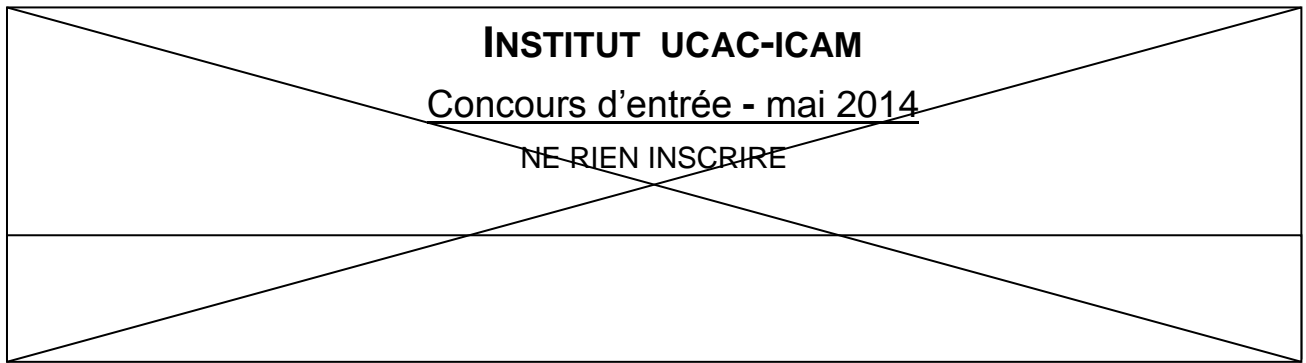 INSTITUT UCAC-ICAM
Concours d'entrée - mai 2014
NE RIEN INSCRIRE